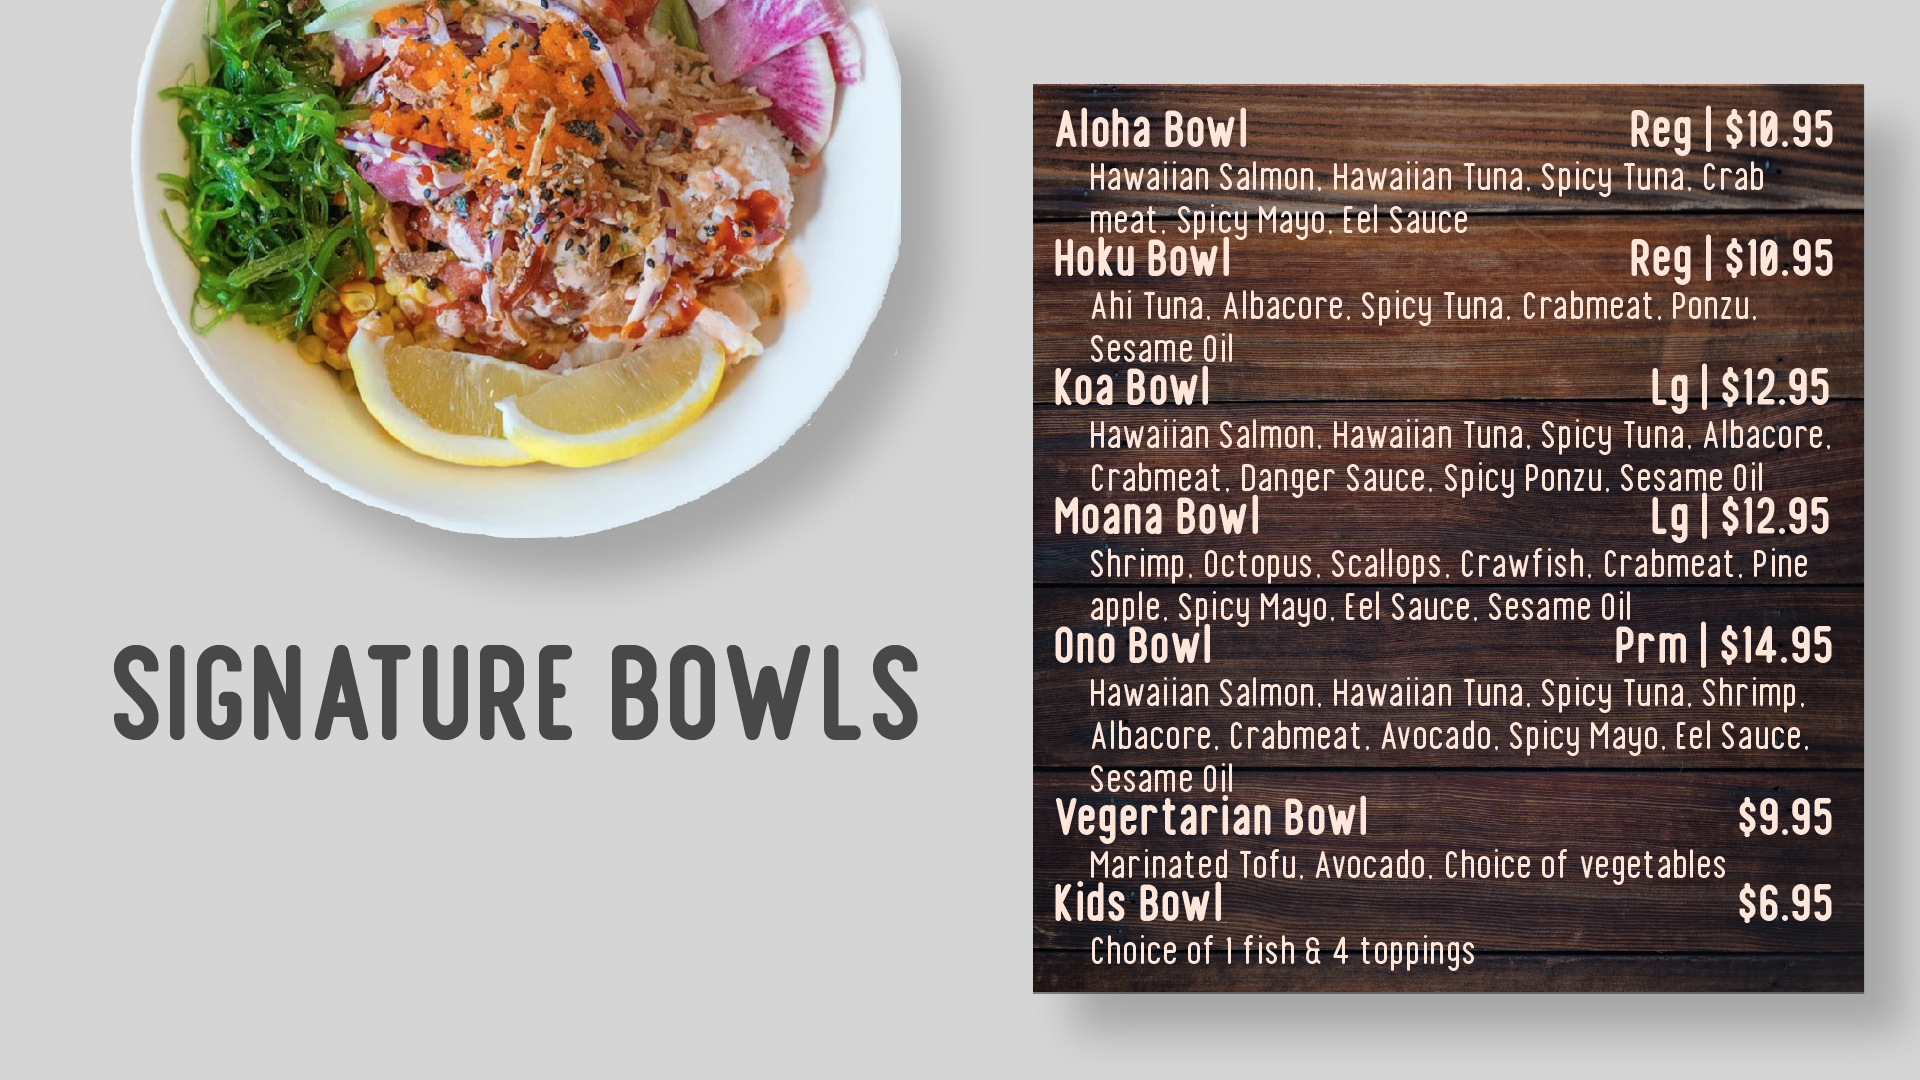 SIGNATURE BOWLS
Aloha Bowl Reg | $10.95
Hawaiian Salmon, Hawaiian Tuna, Spicy Tuna, Crab
meat, Spicy Mayo, Eel Sauce
Hoku Bowl Reg | $10.95
Ahi Tuna, Albacore, Spicy Tuna, Crabmeat, Ponzu,
Sesame Oil
Koa Bowl Lg | $12.95
Hawaiian Salmon, Hawaiian Tuna, Spicy Tuna, Albacore,
Crabmeat, Danger Sauce, Spicy Ponzu, Sesame Oil
Moana Bowl Lg | $12.95
Shrimp, Octopus, Scallops, Crawfish, Crabmeat, Pine
apple, Spicy Mayo, Eel Sauce, Sesame Oil
Ono Bowl Prm | $14.95
Hawaiian Salmon, Hawaiian Tuna, Spicy Tuna, Shrimp,
Albacore, Crabmeat, Avocado, Spicy Mayo, Eel Sauce,
Sesame Oil
Vegertarian Bowl $9.95
Marinated Tofu, Avocado, Choice of vegetables
Kids Bowl $6.95
Choice of 1 fish & 4 toppings